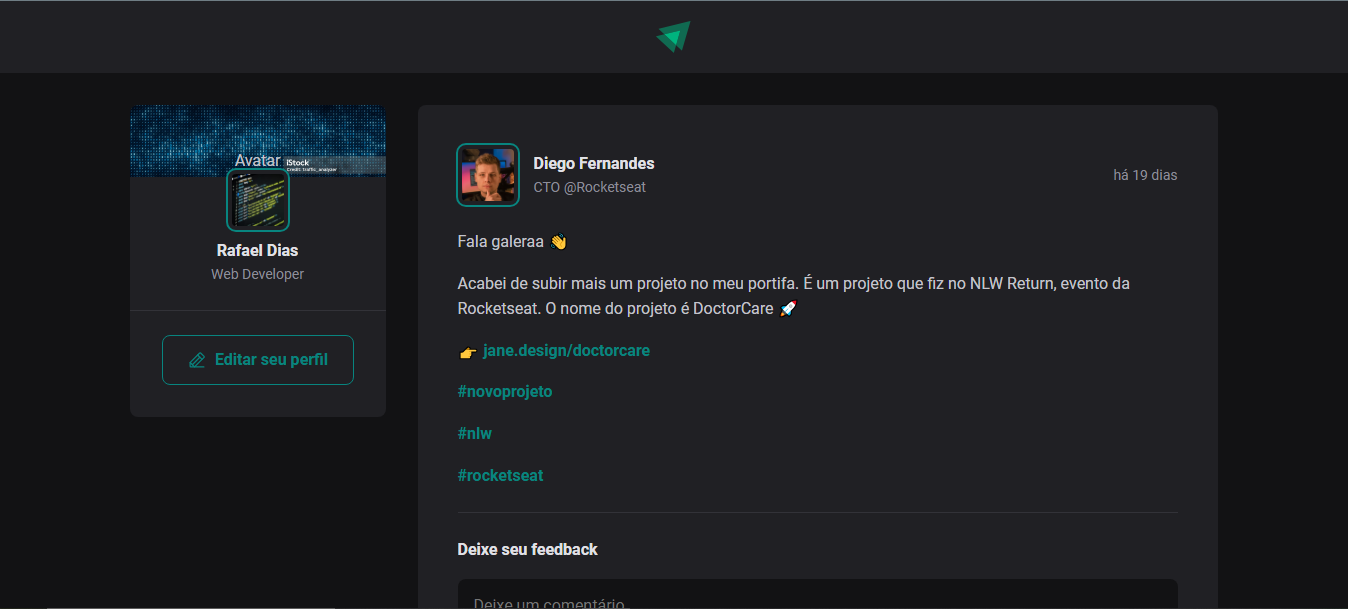 Avatar
iStock
Credit: traffic_analyzer
Rafael Dias
Web Developer
Editar seu perfil
Diego Fernandes
CTO @Rocketseat
há 19 dias
Fala galeraa 👋
Acabei de subir mais um projeto no meu portifa. É um projeto que fiz no NLW Return, evento da
Rocketseat. O nome do projeto é DoctorCare 🚀
👉 jane.design/doctorcare
#novoprojeto
#nlw
#rocketseat
Deixe seu feedback
Deixe um comentário.